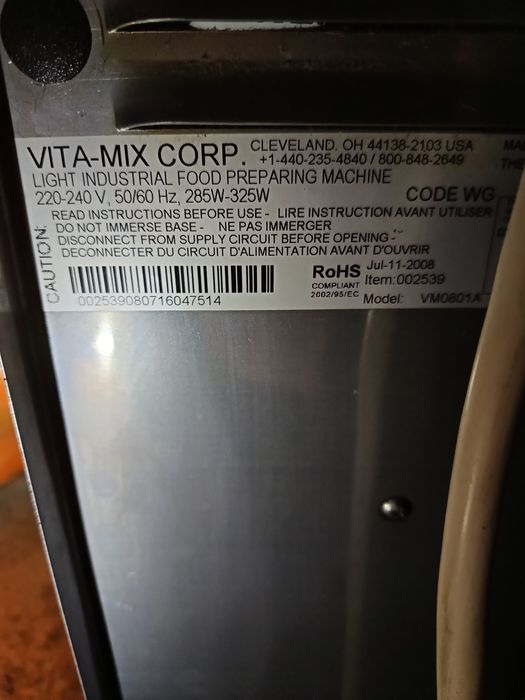 VITA-MIX CORP. CLEVELAND, OH 44138-2103 USA
+1-440-235-4840 / 800-848-2649
LIGHT INDUSTRIAL FOOD PREPARING MACHINE
220-240 V, 50/60 Hz, 285W-325W CODE WG
CAUTION:
READ INSTRUCTIONS BEFORE USE - LIRE INSTRUCTION AVANT UTILISER
DO NOT IMMERSE BASE - NE PAS IMMERGER
DISCONNECT FROM SUPPLY CIRCUIT BEFORE OPENING -
DECONNECTER DU CIRCUIT D'ALIMENTATION AVANT D'OUVRIR
002539080716047514
RoHS
COMPLIANT
2002/95/EC
Jul-11-2008
Item:002539
Model: VM0801A